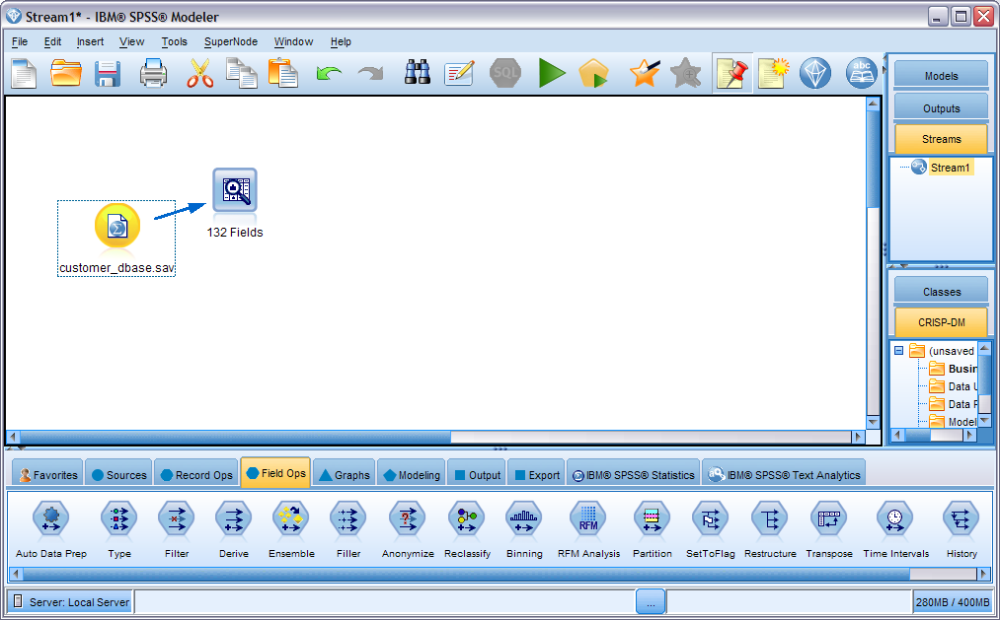 Stream1* - IBM® SPSS® Modeler
File Edit Insert View Tools SuperNode Window Help
SQL
abc
Models
Outputs
Streams
Stream1
132 Fields
customer_dbase.sav
Classes
CRISP-DM
(unsaved
Busin
Data U
Data P
Model
Favorites Sources Record Ops Field Ops Graphs Modeling Output Export IBM® SPSS® Statistics IBM® SPSS® Text Analytics
RFM
Auto Data Prep Type Filter Derive Ensemble Filler Anonymize Reclassify Binning RFM Analysis Partition SetToFlag Restructure Transpose Time Intervals History
Server: Local Server ... 280MB / 400MB